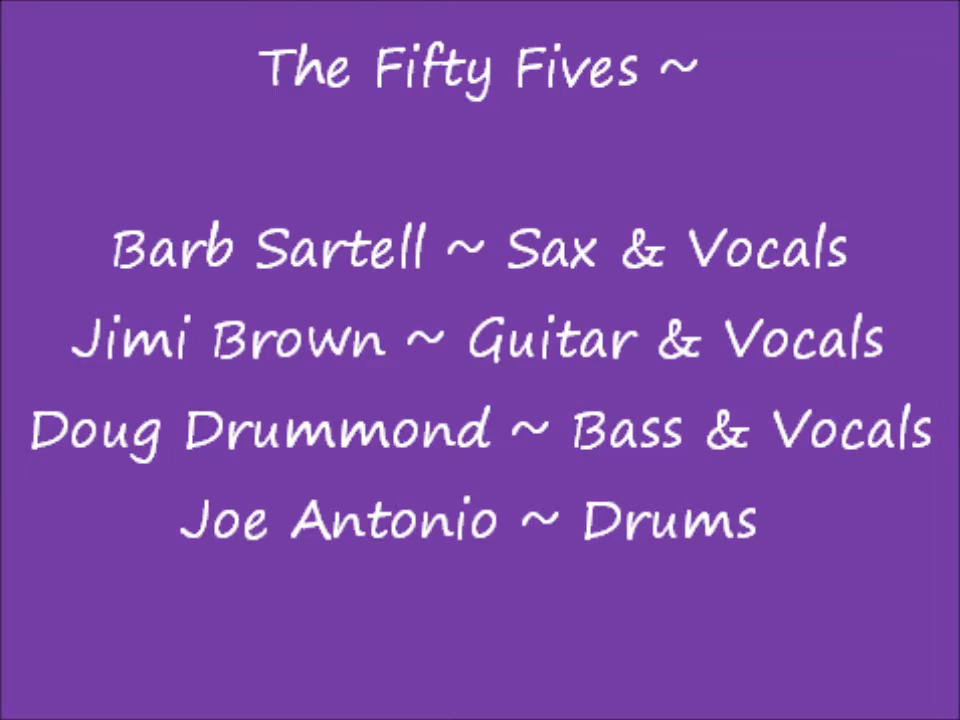 The Fifty Fives ~
Barb Sartell ~ Sax & Vocals
Jimi Brown ~ Guitar & Vocals
Doug Drummond ~ Bass & Vocals
Joe Antonio ~ Drums